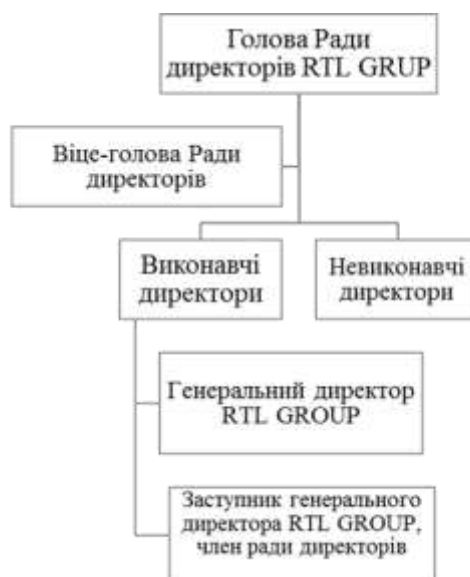 Голова Ради
директорів RTL GRUP
Віце-голова Ради
директорів
Виконавчі
директори
Невиконавчі
директори
Генеральний директор
RTL GROUP
Заступник генерального
директора RTL GROUP,
член ради директорів